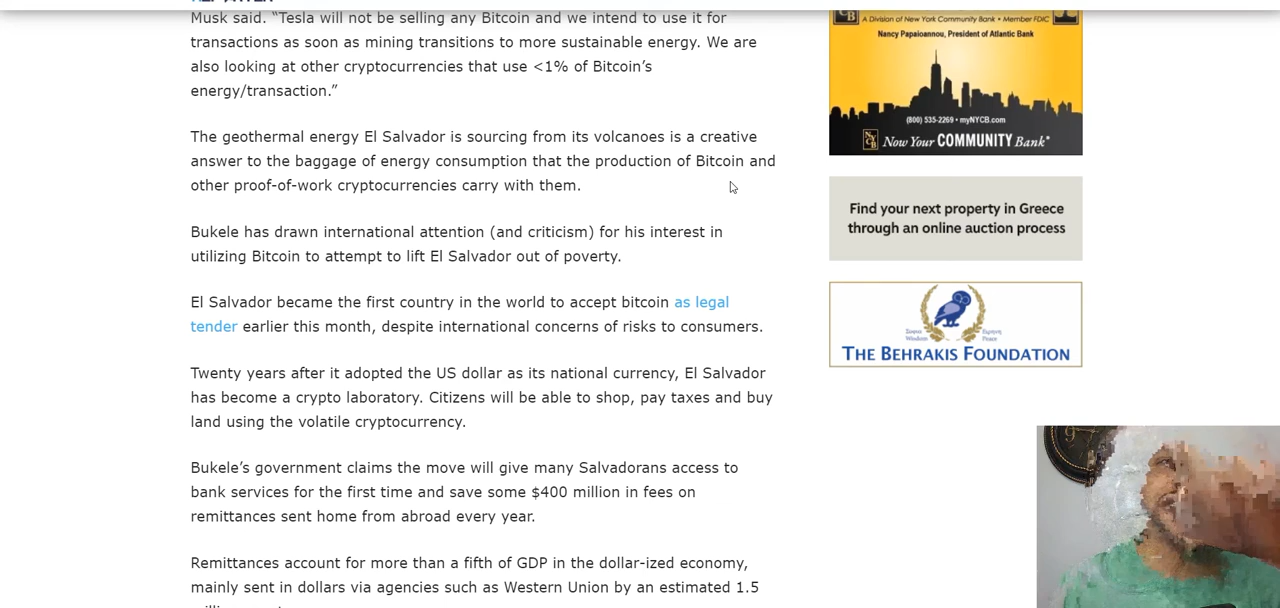 Musk said. “Tesla will not be selling any Bitcoin and we intend to use it for
transactions as soon as mining transitions to more sustainable energy. We are
also looking at other cryptocurrencies that use <1% of Bitcoin’s
energy/transaction.”
The geothermal energy El Salvador is sourcing from its volcanoes is a creative
answer to the baggage of energy consumption that the production of Bitcoin and
other proof-of-work cryptocurrencies carry with them.
Bukele has drawn international attention (and criticism) for his interest in
utilizing Bitcoin to attempt to lift El Salvador out of poverty.
El Salvador became the first country in the world to accept bitcoin as legal
tender earlier this month, despite international concerns of risks to consumers.
Twenty years after it adopted the US dollar as its national currency, El Salvador
has become a crypto laboratory. Citizens will be able to shop, pay taxes and buy
land using the volatile cryptocurrency.
Bukele’s government claims the move will give many Salvadorans access to
bank services for the first time and save some $400 million in fees on
remittances sent home from abroad every year.
Remittances account for more than a fifth of GDP in the dollar-ized economy,
mainly sent in dollars via agencies such as Western Union by an estimated 1.5
CB
A Division of New York Community Bank • Member FDIC
Nancy Papaioannou, President of Atlantic Bank
(800) 535-2269 • myNYCB.com
NYCB
Now Your COMMUNITY Bank
Find your next property in Greece
through an online auction process
Σοφία
Wisdom
Ειρήνη
Peace
THE BEHRAKIS FOUNDATION